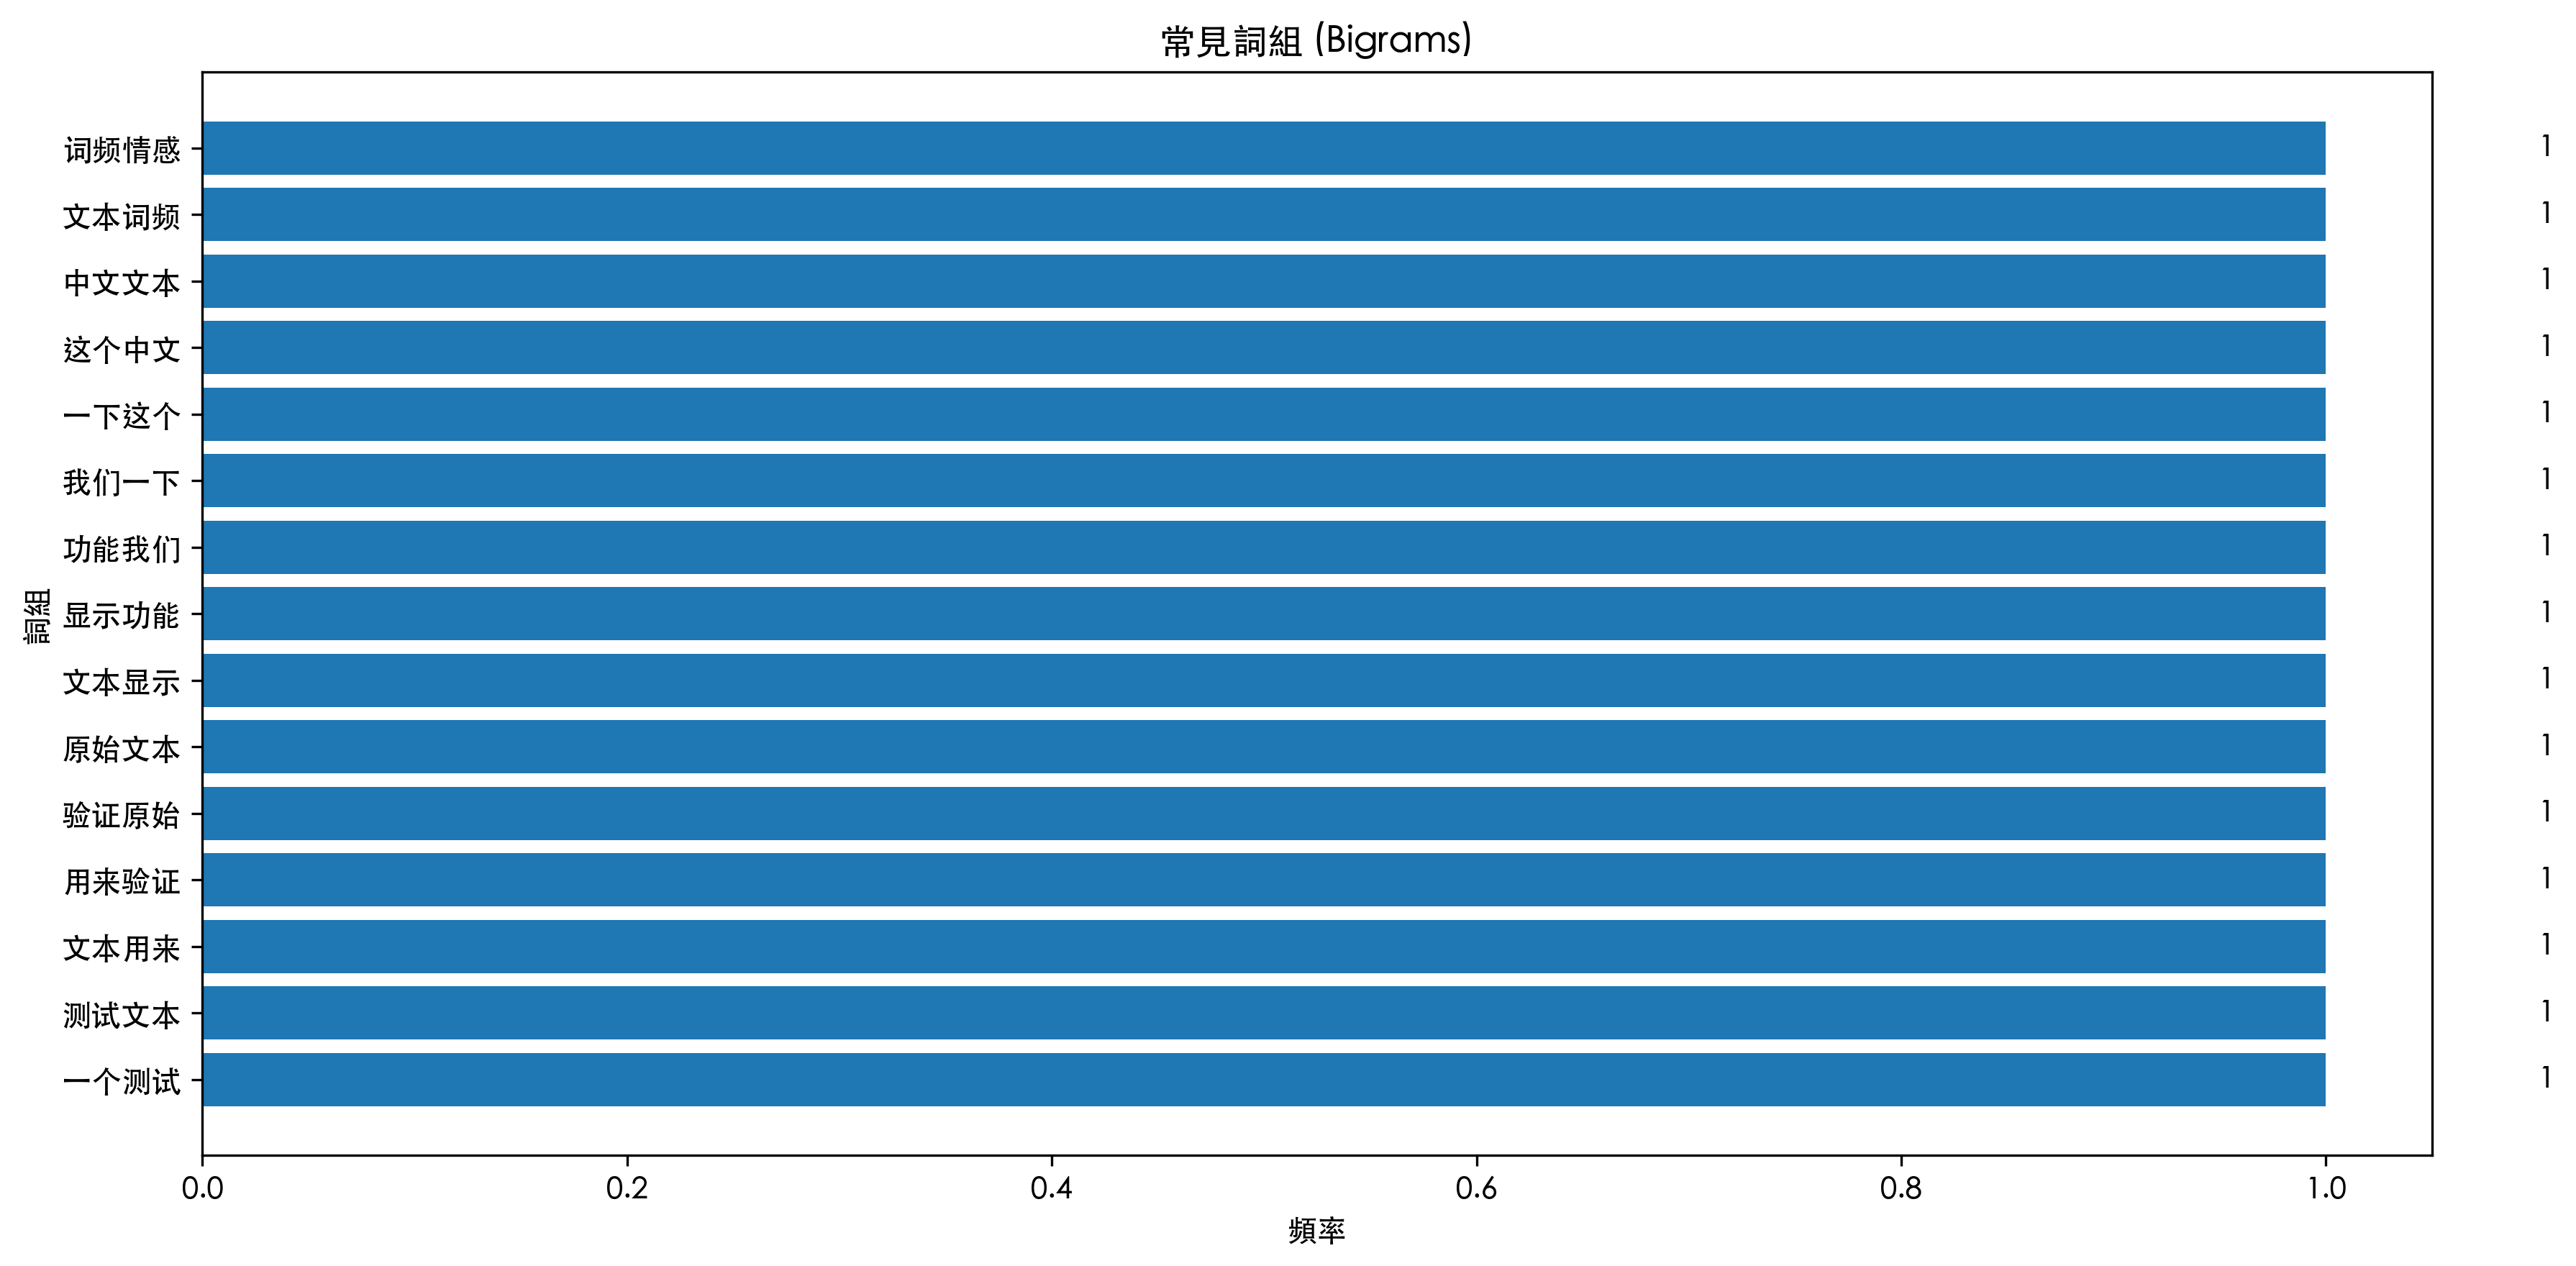 常見詞組 (Bigrams)
词频情感 1
文本词频 1
中文文本 1
这个中文 1
一下这个 1
我们一下 1
功能我们 1
显示功能 1
文本显示 1
原始文本 1
验证原始 1
用来验证 1
文本用来 1
测试文本 1
一个测试 1
詞組
0.0 0.2 0.4 0.6 0.8 1.0
頻率